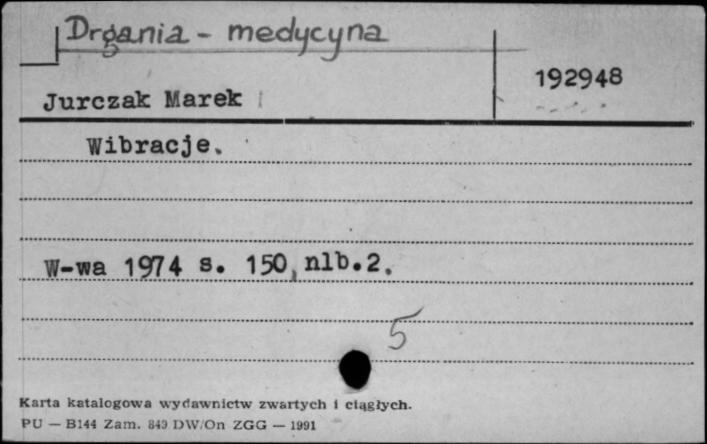 Drgania - medycyna
192948
Jurczak Marek
Wibracje.
W-wa 1974 s. 150, nlb.2.
5
Karta katalogowa wydawnictw zwartych i ciągłych.
PU — B144 Zam. 849 DW/On ZGG — 1991